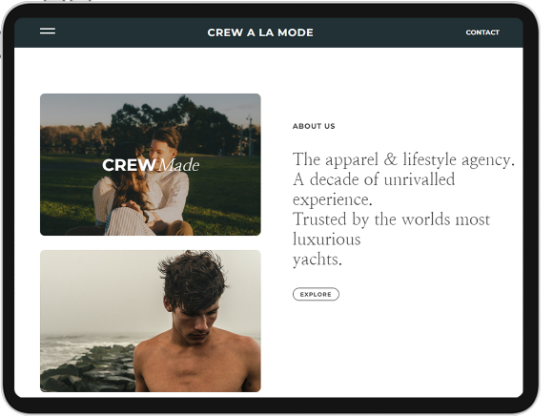 CREW A LA MODE
CONTACT
CREW Made
ABOUT US
The apparel & lifestyle agency.
A decade of unrivalled
experience.
Trusted by the worlds most
luxurious
yachts.
EXPLORE